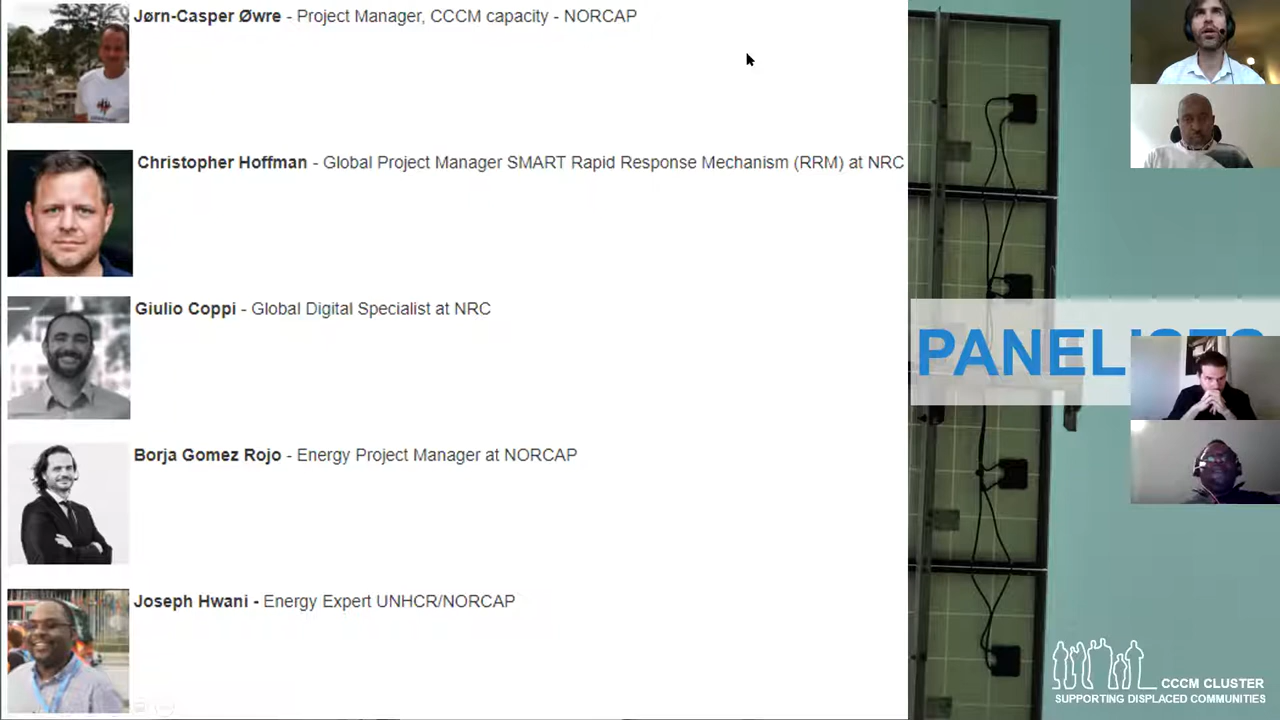 Jørn-Casper Øwre - Project Manager, CCCM capacity - NORCAP
Christopher Hoffman - Global Project Manager SMART Rapid Response Mechanism (RRM) at NRC
Giulio Coppi - Global Digital Specialist at NRC
Borja Gomez Rojo - Energy Project Manager at NORCAP
Joseph Hwani - Energy Expert UNHCR/NORCAP
PANELISTS
CCCM CLUSTER
SUPPORTING DISPLACED COMMUNITIES